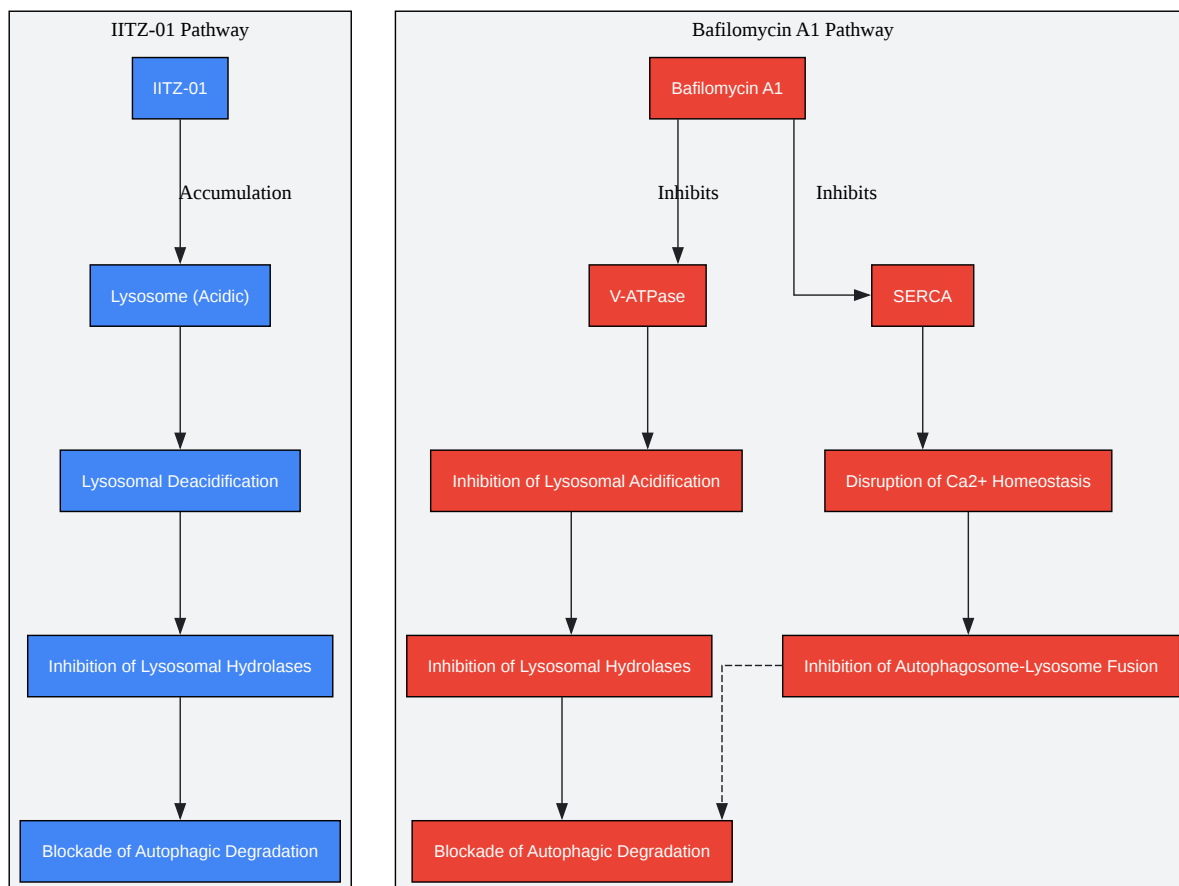 IITZ-01 Pathway
IITZ-01
Accumulation
Lysosome (Acidic)
Lysosomal Deacidification
Inhibition of Lysosomal Hydrolases
Blockade of Autophagic Degradation
Bafilomycin A1 Pathway
Bafilomycin A1
Inhibits
Inhibits
V-ATPase
SERCA
Inhibition of Lysosomal Acidification
Disruption of Ca2+ Homeostasis
Inhibition of Lysosomal Hydrolases
Inhibition of Autophagosome-Lysosome Fusion
Blockade of Autophagic Degradation